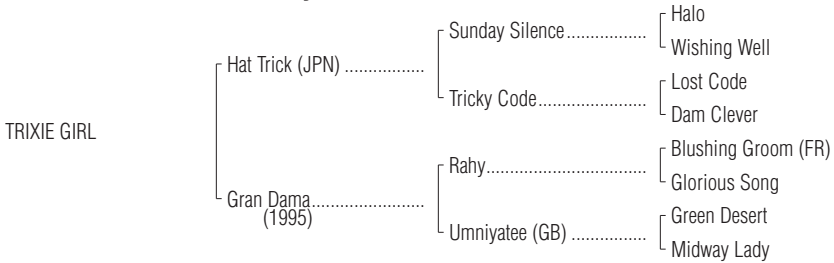 Halo
Sunday Silence..................
Wishing Well
Hat Trick (JPN) .................
Lost Code
Tricky Code.......................
Dam Clever
TRIXIE GIRL
Blushing Groom (FR)
Rahy..................................
Glorious Song
Gran Dama........................
(1995)
Green Desert
Umniyatee (GB) ................
Midway Lady